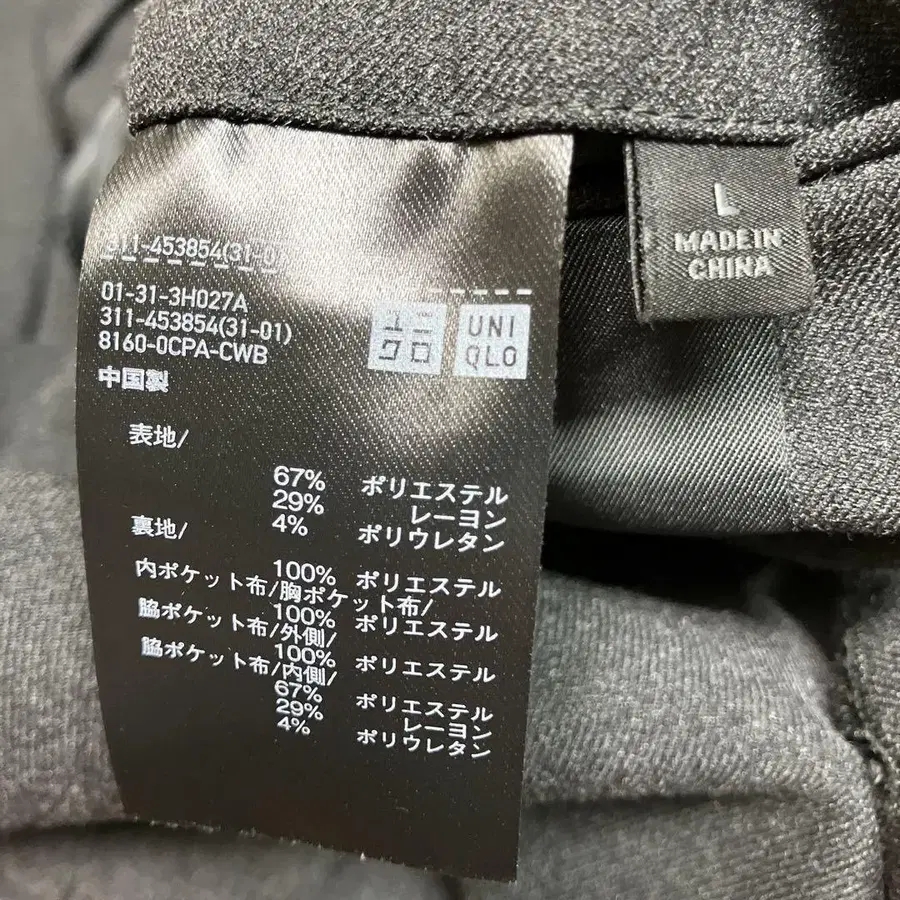 311-453854(31-0
01-31-3H027A
311-453854(31-01)
8160-0CPA-CWB
中国製
ユニ
クロ
UNI
QLO
表地/
67% ポリエステル
29% レーヨン
4% ポリウレタン
裏地/
100% ポリエステル
内ポケット布/胸ポケット布/
100% ポリエステル
脇ポケット布/外側/
100% ポリエステル
脇ポケット布/内側/
67% ポリエステル
29% レーヨン
4% ポリウレタン
L
MADE IN
CHINA